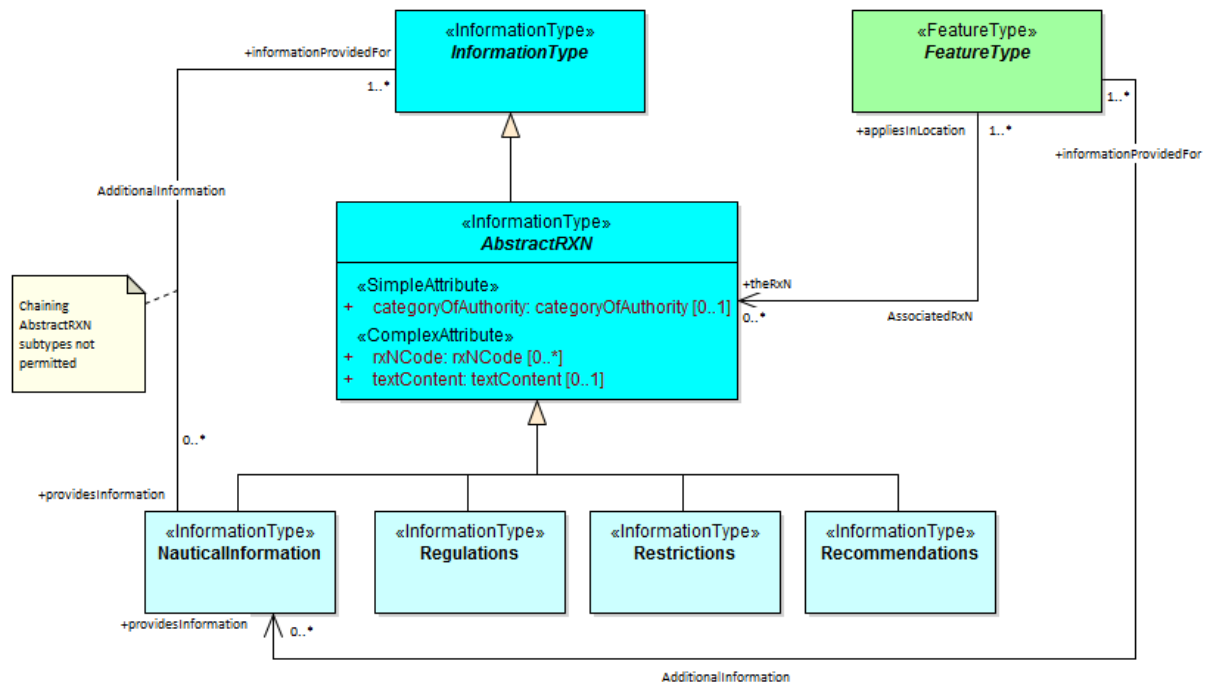 «InformationType»
InformationType
«FeatureType»
FeatureType
+informationProvidedFor
1..*
1..*
+appliesInLocation
1..*
+informationProvidedFor
AdditionalInformation
«InformationType»
AbstractRXN
«SimpleAttribute»
+ categoryOfAuthority: categoryOfAuthority [0..1]
«ComplexAttribute»
+ rxNCode: rxNCode [0..*]
+ textContent: textContent [0..1]
+theRxN
0..*
AssociatedRxN
Chaining
AbstractRXN
subtypes not
permitted
0..*
+providesInformation
«InformationType»
NauticalInformation
«InformationType»
Regulations
«InformationType»
Restrictions
«InformationType»
Recommendations
+providesInformation
0..*
AdditionalInformation